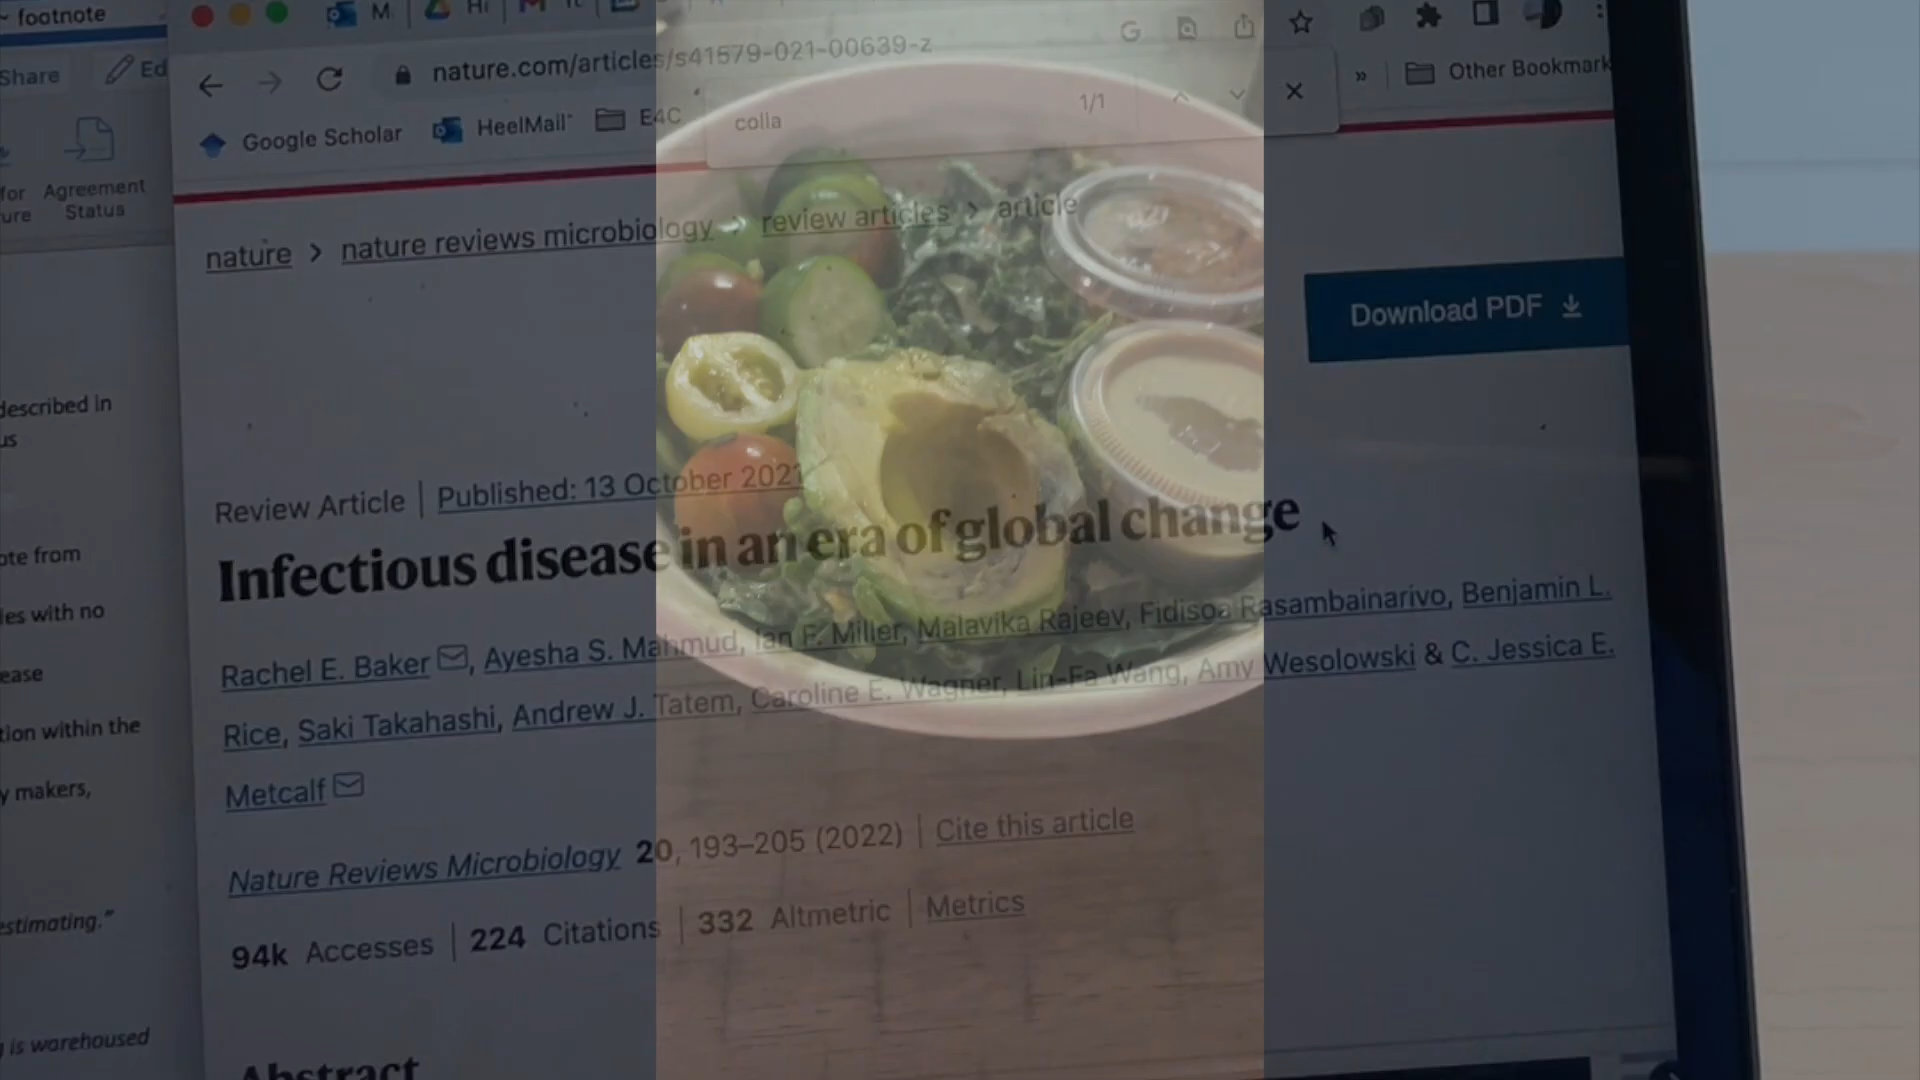 footnote
Share
Ed
for
ure
Agreement
Status
described in
us
ote from
les with no
ease
tion within the
y makers,
estimating."
g is warehoused
nature.com/articles/s41579-021-00639-z
Other Bookmark
Google Scholar
HeelMail
E4C
colla
1/1
nature > nature reviews microbiology > review articles > article
Download PDF
Review Article | Published: 13 October 2021
Infectious disease in an era of global change
Rachel E. Baker, Ayesha S. Mahmud, Ian F. Miller, Malavika Rajeev, Fidisoa Rasambainarivo, Benjamin L.
Rice, Saki Takahashi, Andrew J. Tatem, Caroline E. Wagner, Lin-Fa Wang, Amy Wesolowski & C. Jessica E.
Metcalf
Nature Reviews Microbiology 20, 193–205 (2022) | Cite this article
94k Accesses | 224 Citations | 332 Altmetric | Metrics
Abstract